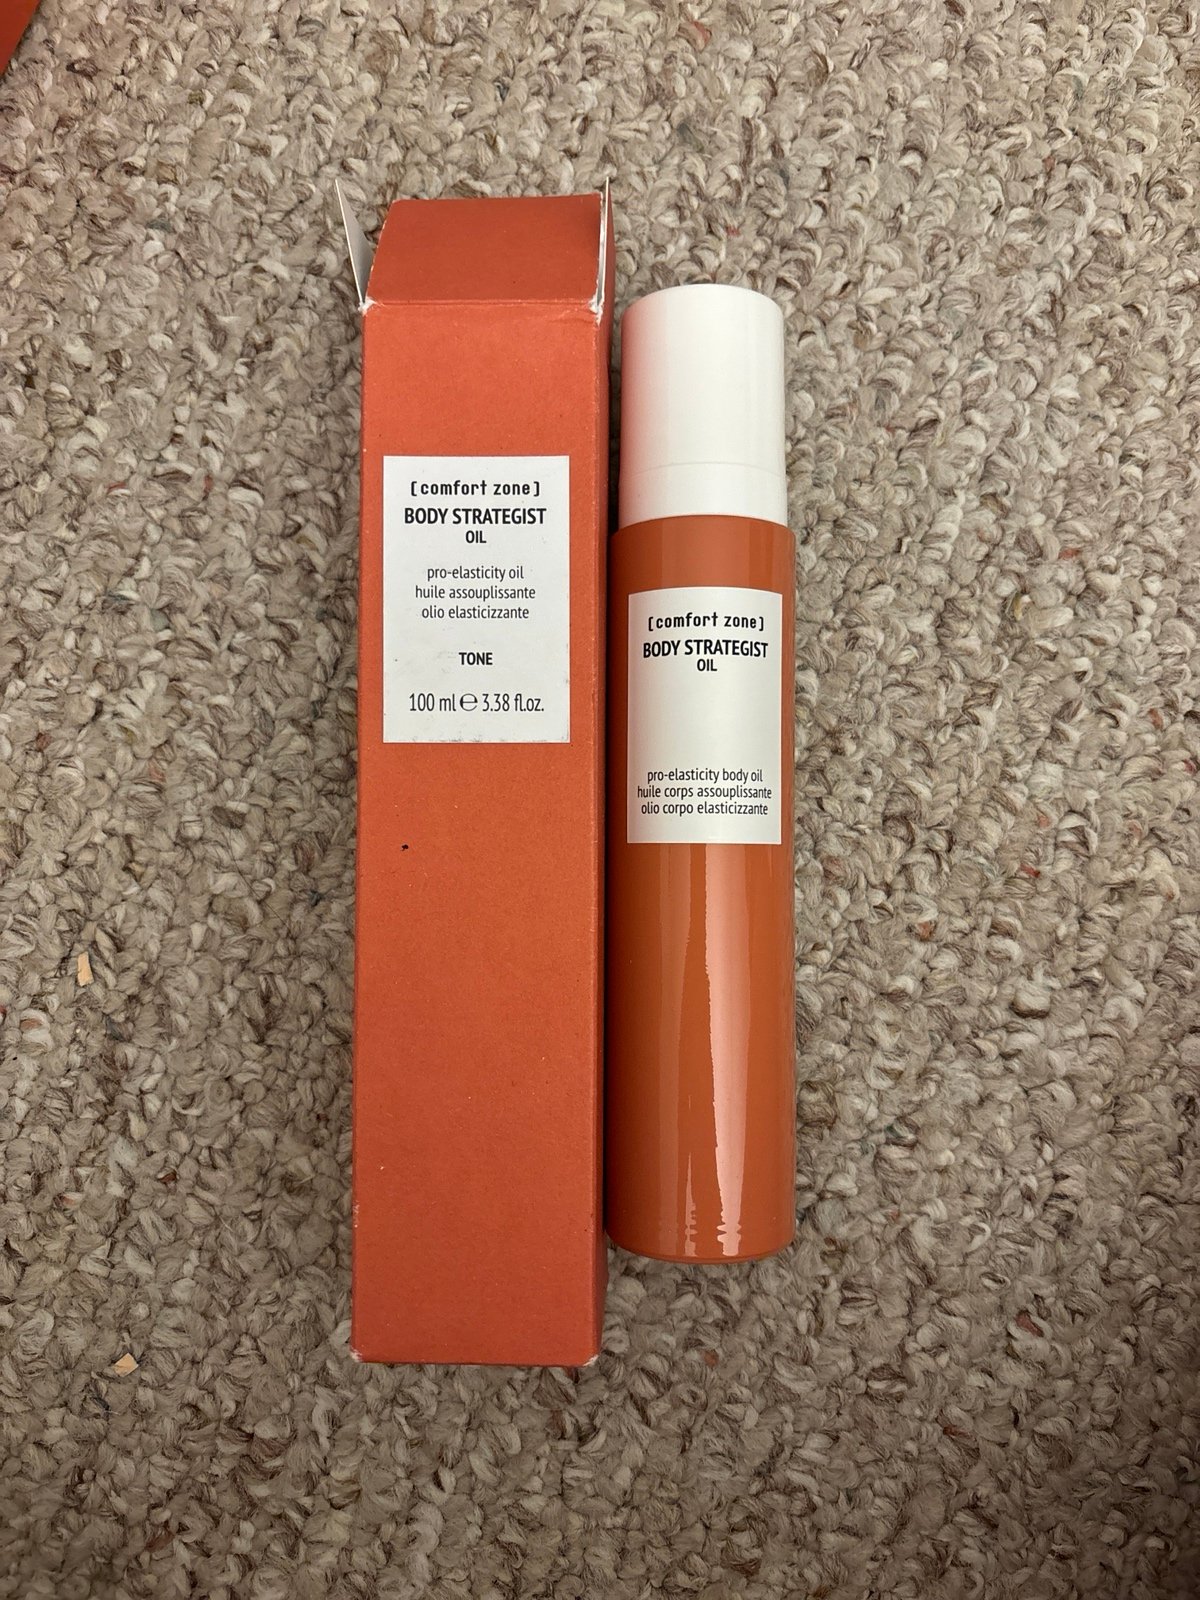 [comfort zone]
BODY STRATEGIST
OIL
pro-elasticity oil
huile assouplissante
olio elasticizzante
TONE
100 ml ℮ 3.38 fl.oz.
[comfort zone]
BODY STRATEGIST
OIL
pro-elasticity body oil
huile corps assouplissante
olio corpo elasticizzante